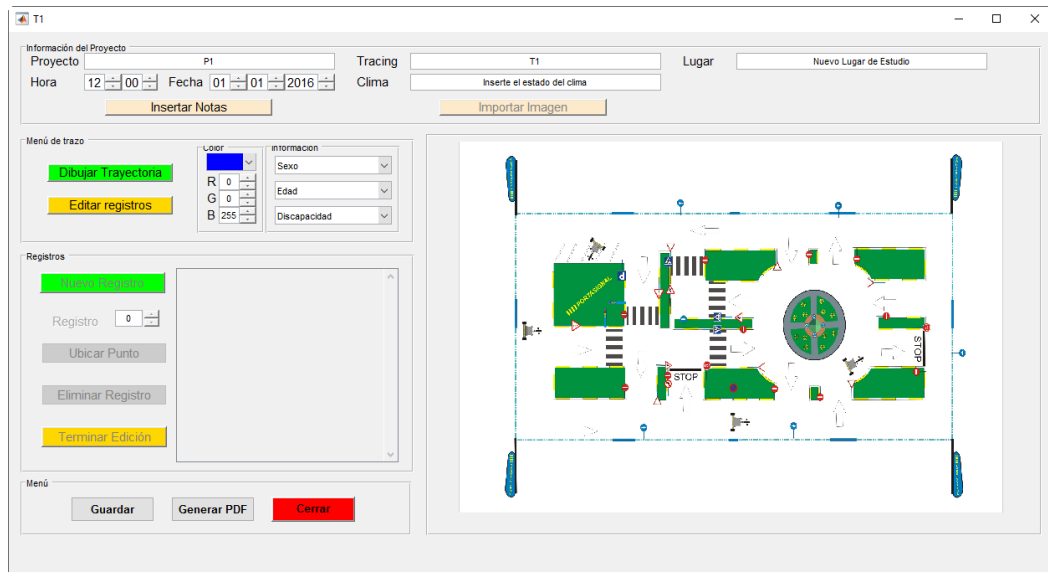 T1
Información del Proyecto
Proyecto P1 Tracing T1 Lugar Nuevo Lugar de Estudio
Hora 12 00 Fecha 01 01 2016 Clima Inserte el estado del clima
Insertar Notas Importar Imagen
Menú de trazo
Color
Información
Dibujar Trayectoria
Editar registros
R 0
G 0
B 255
Sexo
Edad
Discapacidad
Registros
Nuevo Registro
Registro 0
Ubicar Punto
Eliminar Registro
Terminar Edición
Menú
Guardar Generar PDF Cerrar
P
PORTASIGNAL
STOP
STOP